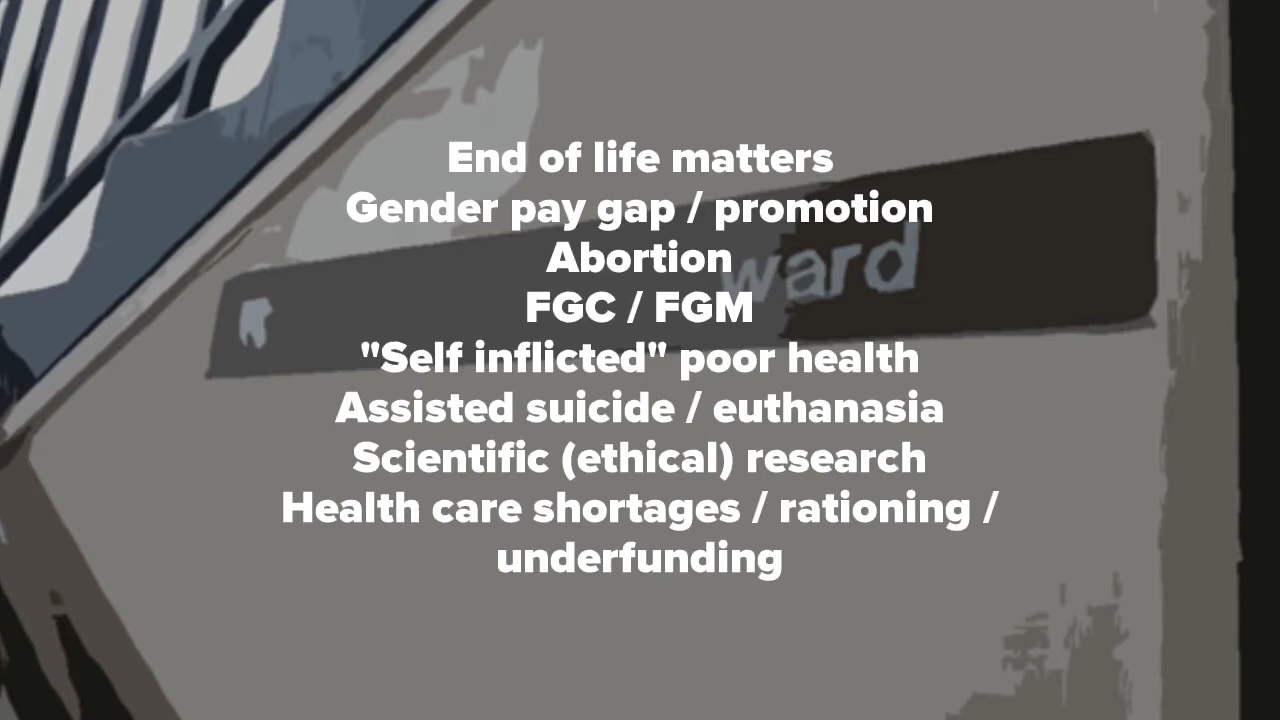 End of life matters
Gender pay gap / promotion
Abortion
ward
FGC / FGM
"Self inflicted" poor health
Assisted suicide / euthanasia
Scientific (ethical) research
Health care shortages / rationing /
underfunding